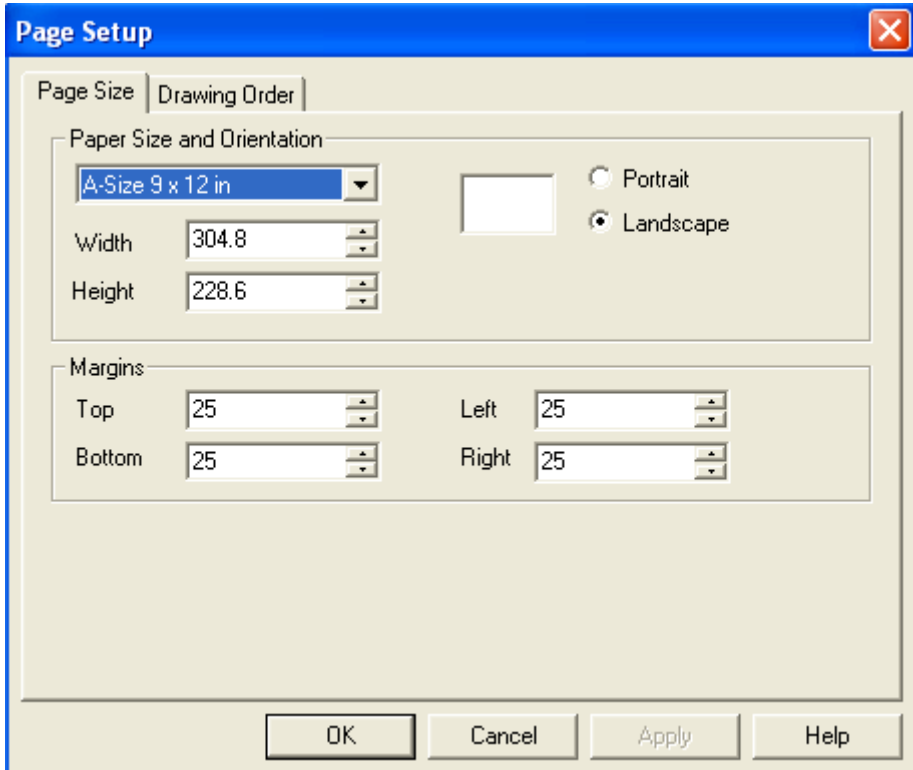 Page Setup
Page Size Drawing Order
Paper Size and Orientation
A-Size 9 x 12 in
Portrait
Landscape
Width 304.8
Height 228.6
Margins
Top 25 Left 25
Bottom 25 Right 25
OK Cancel Apply Help